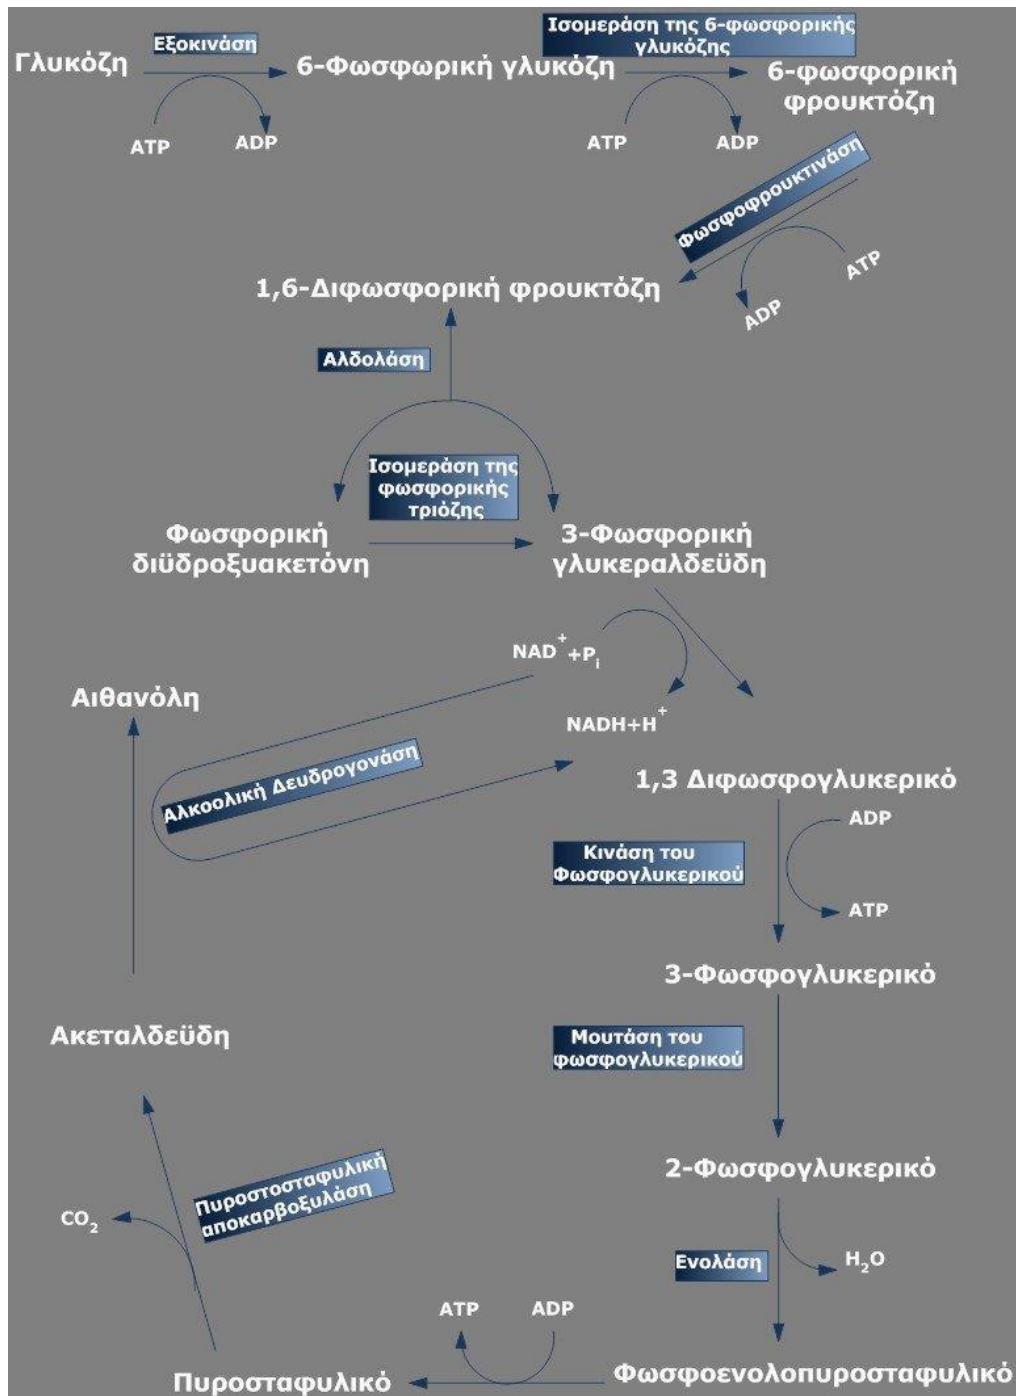 Γλυκόζη
Εξοκινάση
ATP
ADP
6-Φωσφωρική γλυκόζη
Ισομεράση της 6-φωσφορικής
γλυκόζης
ATP
ADP
6-φωσφορική
φρουκτόζη
Φωσφοφρουκτινάση
ATP
ADP
1,6-Διφωσφορική φρουκτόζη
Αλδολάση
Ισομεράση της
φωσφορικής
τριόζης
Φωσφορική
διϋδροξυακετόνη
3-Φωσφορική
γλυκεραλδεϋδη
NAD⁺+Pᵢ
NADH+H⁺
Αιθανόλη
Αλκοολική Δευδρογονάση
1,3 Διφωσφογλυκερικό
ADP
Κινάση του
Φωσφογλυκερικού
ATP
3-Φωσφογλυκερικό
Μουτάση του
φωσφογλυκερικού
Ακεταλδεϋδη
2-Φωσφογλυκερικό
Πυροστοσταφυλική
αποκαρβοξυλάση
CO₂
Ενολάση
H₂O
ATP
ADP
Φωσφοενολοπυροσταφυλικό
Πυροσταφυλικό